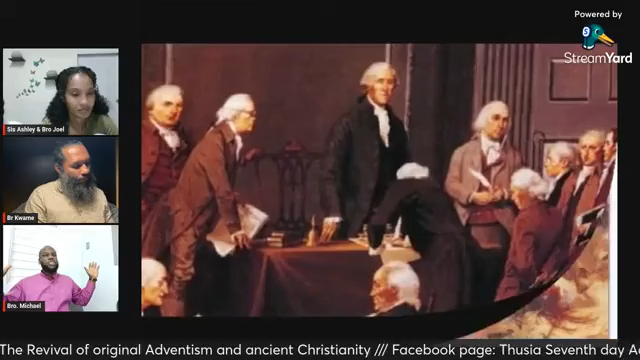 Powered by
StreamYard
Sis Ashley & Bro Joel
Br Kwame
Bro. Michael
The Revival of original Adventism and ancient Christianity /// Facebook page: Thusia Seventh day A